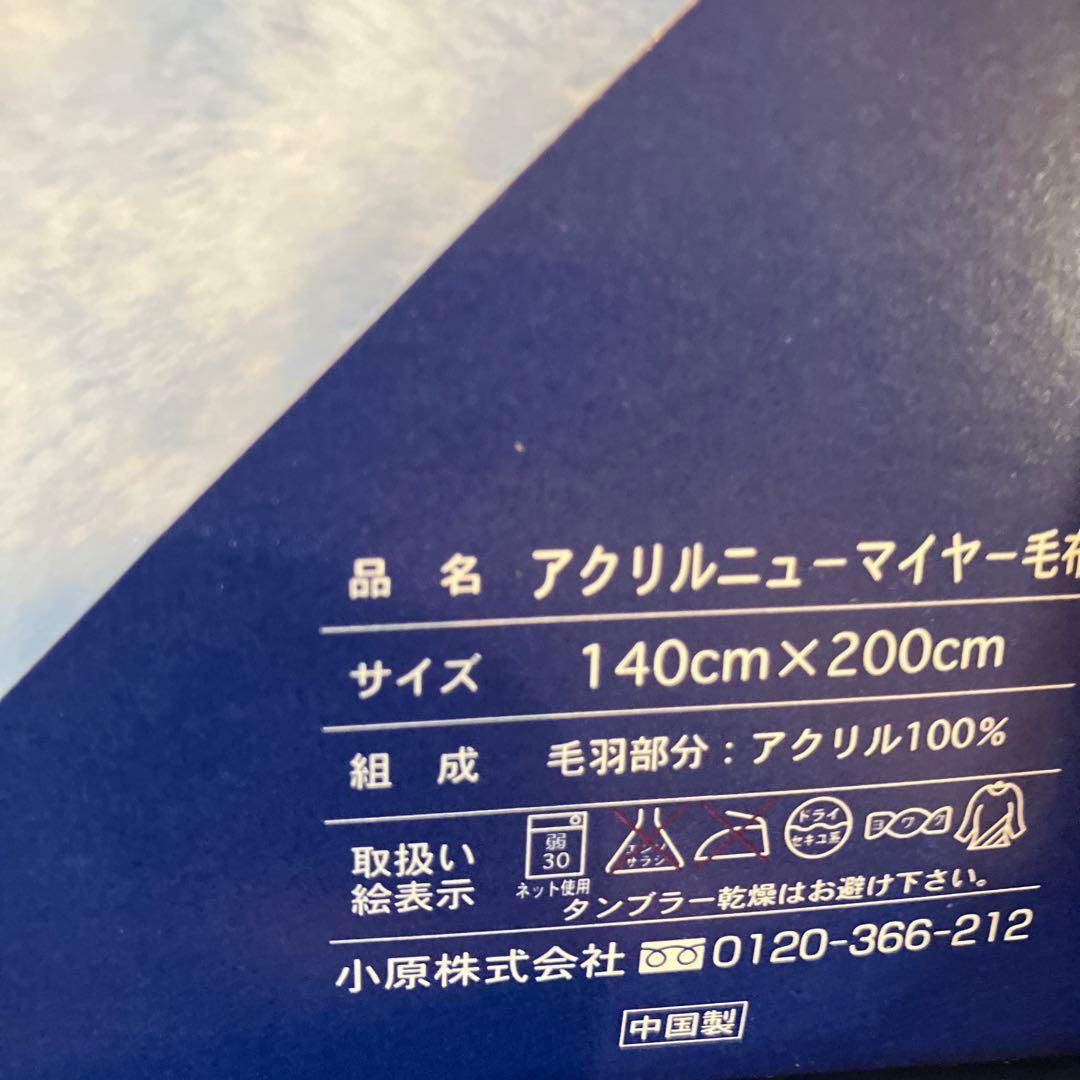 品 名 アクリルニューマイヤー毛布
サイズ 140cm×200cm
組 成 毛羽部分：アクリル100%
取扱い
絵表示
弱
30
ネット使用
エンソ
サラシ
ドライ
セキユ系
ヨワク
タンブラー乾燥はお避け下さい。
小原株式会社 0120-366-212
中国製